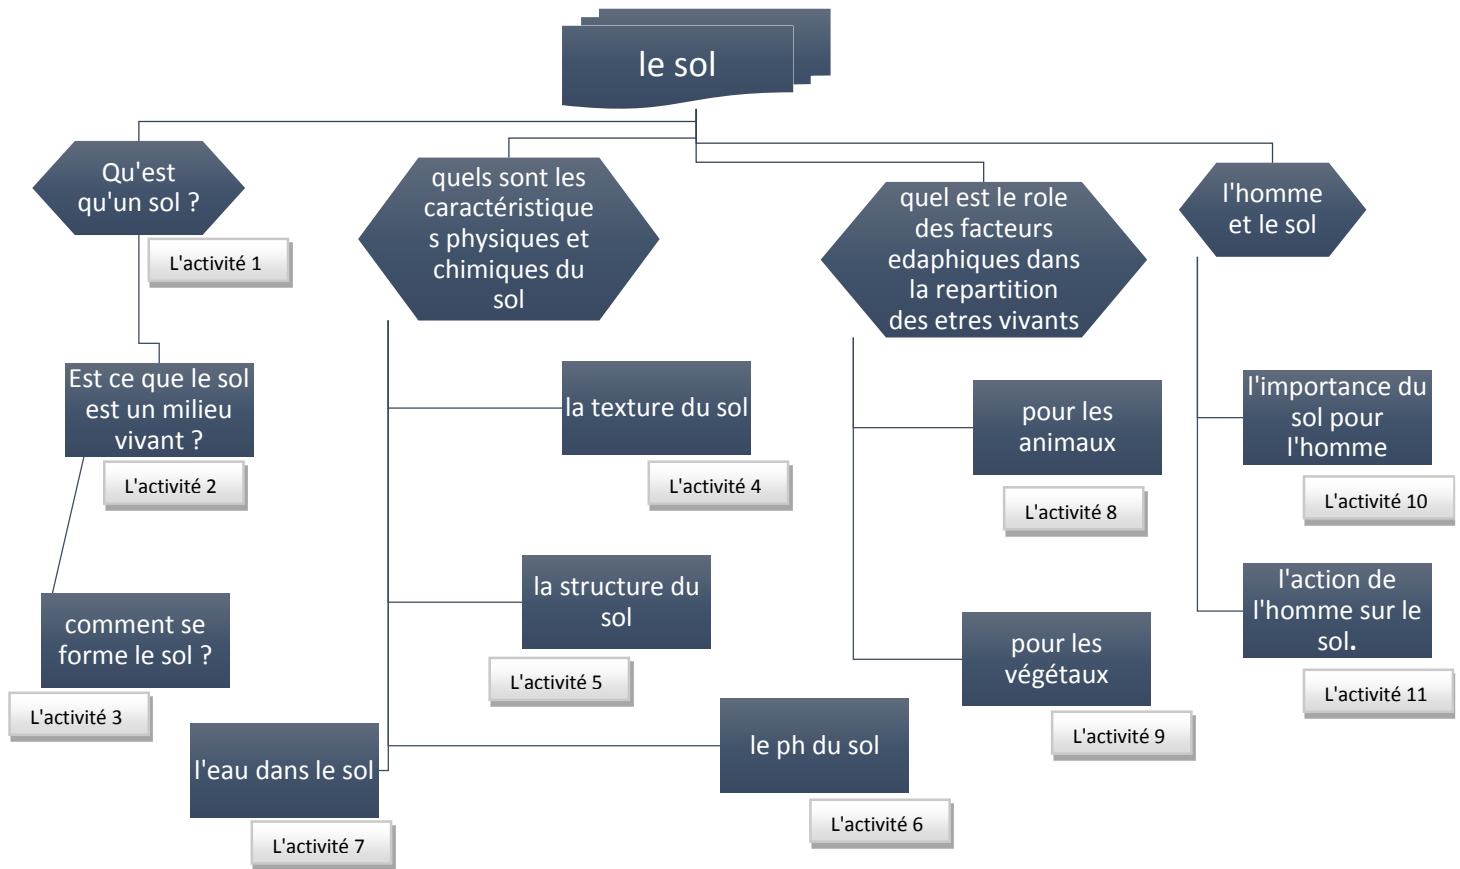 le sol
Qu'est
qu'un sol ?
L'activité 1
Est ce que le sol
est un milieu
vivant ?
L'activité 2
comment se
forme le sol ?
L'activité 3
quels sont les
caractéristique
s physiques et
chimiques du
sol
la texture du sol
L'activité 4
la structure du
sol
L'activité 5
le ph du sol
L'activité 6
l'eau dans le sol
L'activité 7
quel est le role
des facteurs
edaphiques dans
la repartition
des etres vivants
pour les
animaux
L'activité 8
pour les
végétaux
L'activité 9
l'homme
et le sol
l'importance du
sol pour
l'homme
L'activité 10
l'action de
l'homme sur le
sol.
L'activité 11